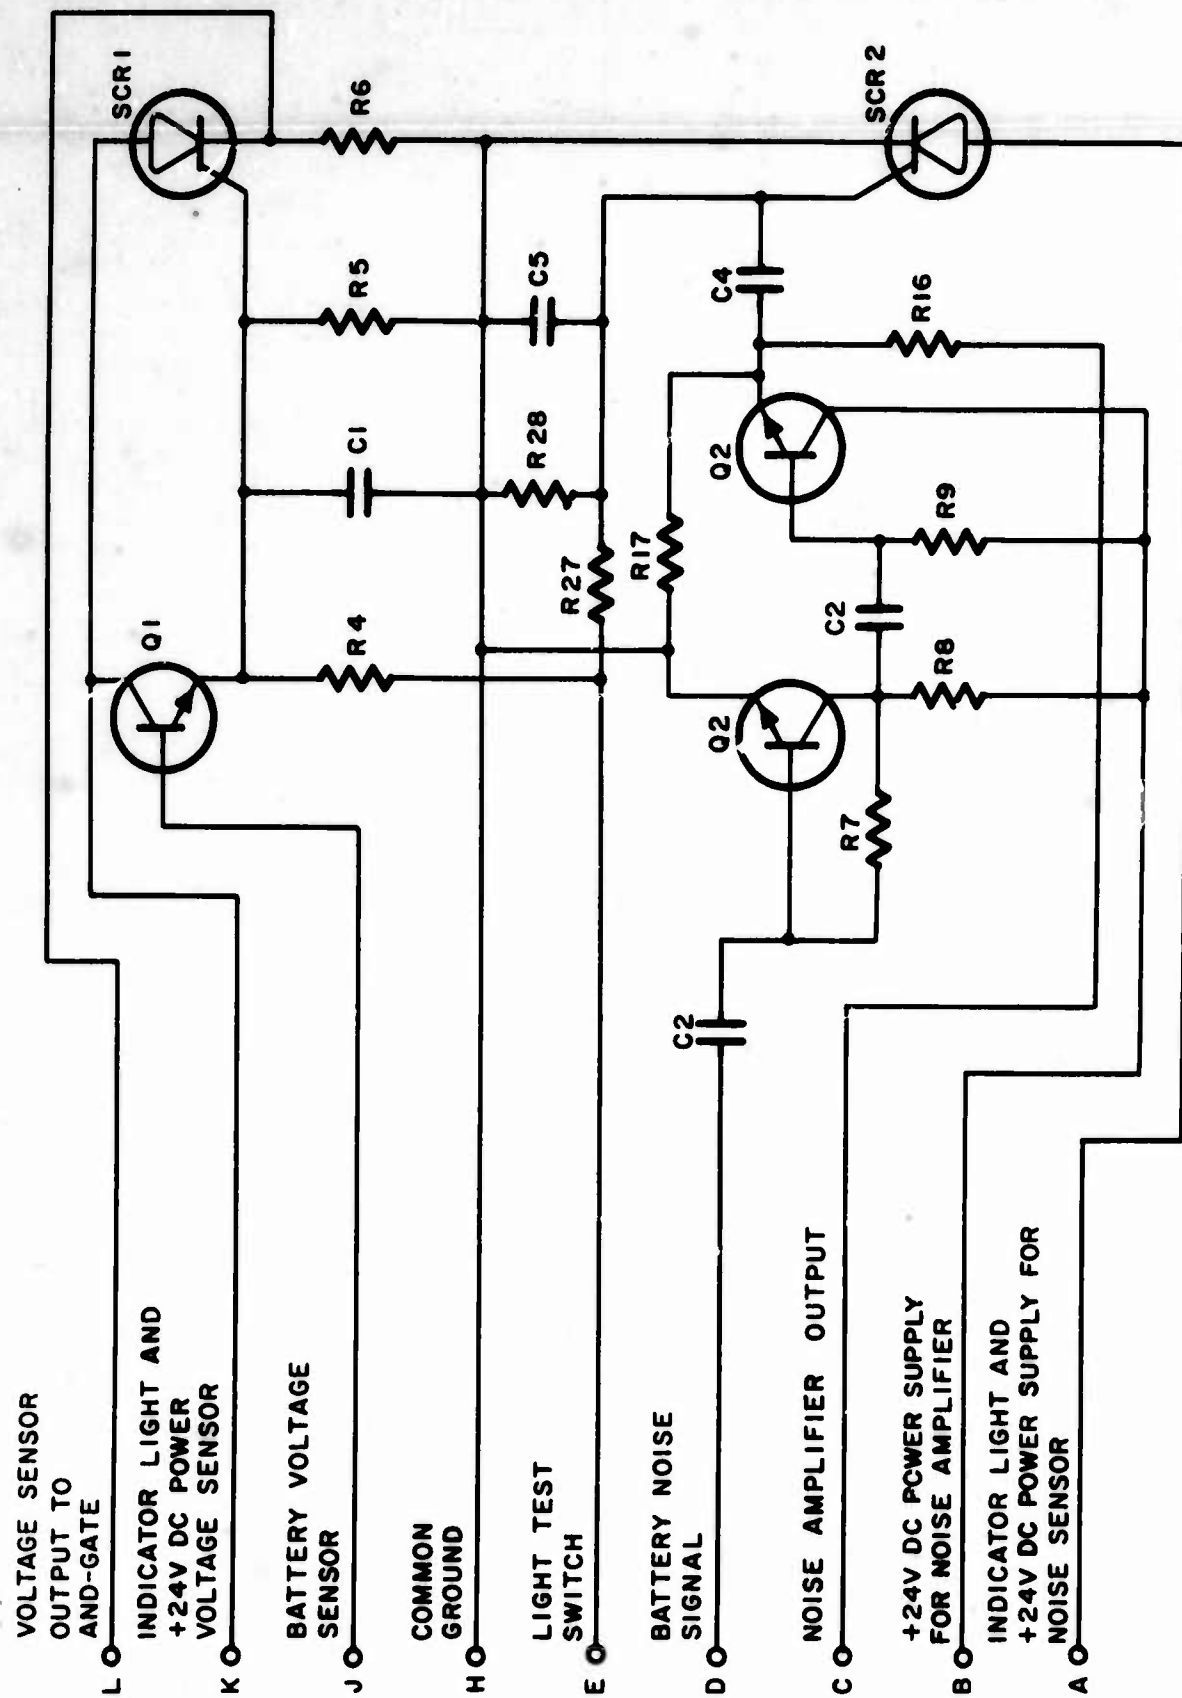 VOLTAGE SENSOR
OUTPUT TO
AND-GATE
L
INDICATOR LIGHT AND
+24V DC POWER
VOLTAGE SENSOR
K
BATTERY VOLTAGE
SENSOR
J
COMMON
GROUND
H
LIGHT TEST
SWITCH
E
BATTERY NOISE
SIGNAL
D
NOISE AMPLIFIER OUTPUT
C
+24V DC POWER SUPPLY
FOR NOISE AMPLIFIER
B
INDICATOR LIGHT AND
+24V DC POWER SUPPLY FOR
NOISE SENSOR
A
SCR1
Q1
R6
R5
C1
R4
C5
R28
R27
R17
C4
R16
Q2
R9
C2
Q2
R8
R7
C2
SCR2